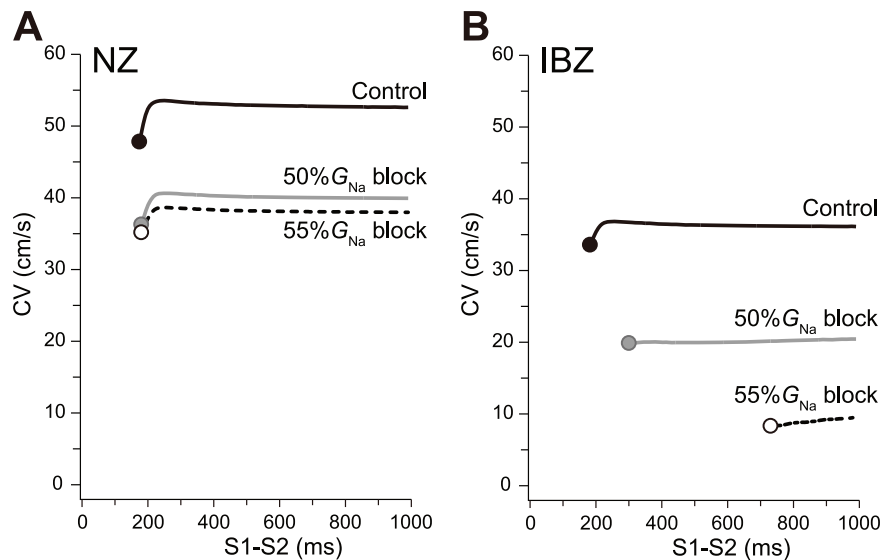 A
NZ
60
50
40
30
20
10
0
CV (cm/s)
Control
50%GNa block
55%GNa block
0 200 400 600 800 1000
S1-S2 (ms)
B
IBZ
60
50
40
30
20
10
0
CV (cm/s)
Control
50%GNa block
55%GNa block
0 200 400 600 800 1000
S1-S2 (ms)